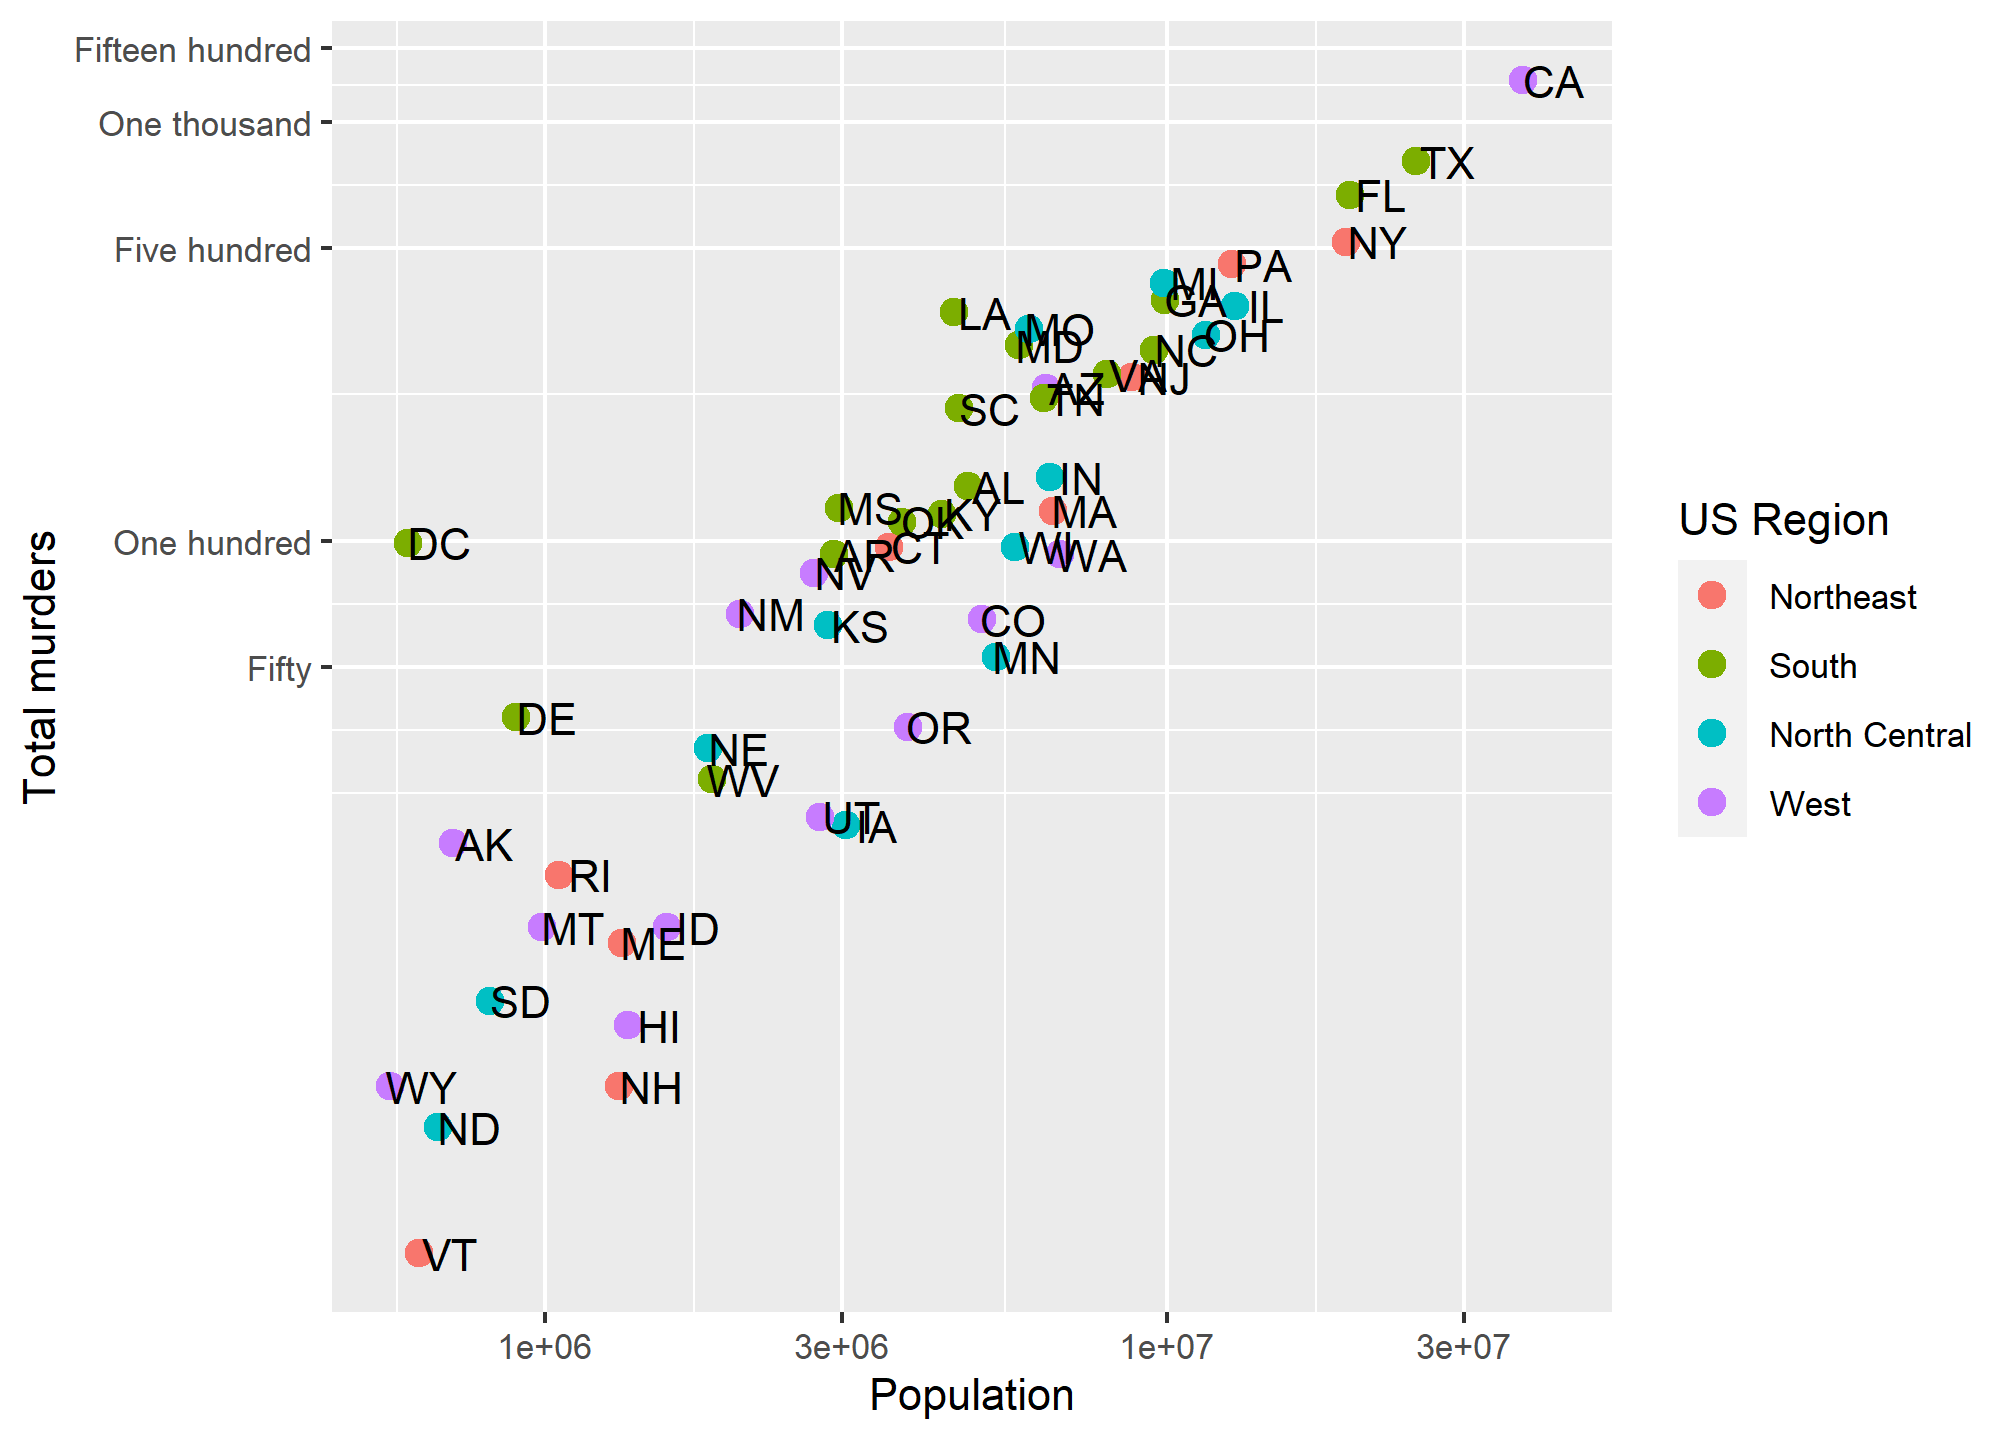 Fifteen hundred
One thousand
Five hundred
One hundred
Fifty
Total murders
CA
TX
FL
NY
PA
MI
GA
IL
LA
MO
OH
MD
NC
VA
NJ
AZ
TN
SC
IN
AL
MS
MA
KY
OK
DC
CT
WI
WA
AR
NV
NM
CO
KS
MN
DE
OR
NE
WV
UT
IA
AK
RI
MT
ID
ME
SD
HI
WY
NH
ND
VT
1e+06 3e+06 1e+07 3e+07
Population
US Region
Northeast
South
North Central
West